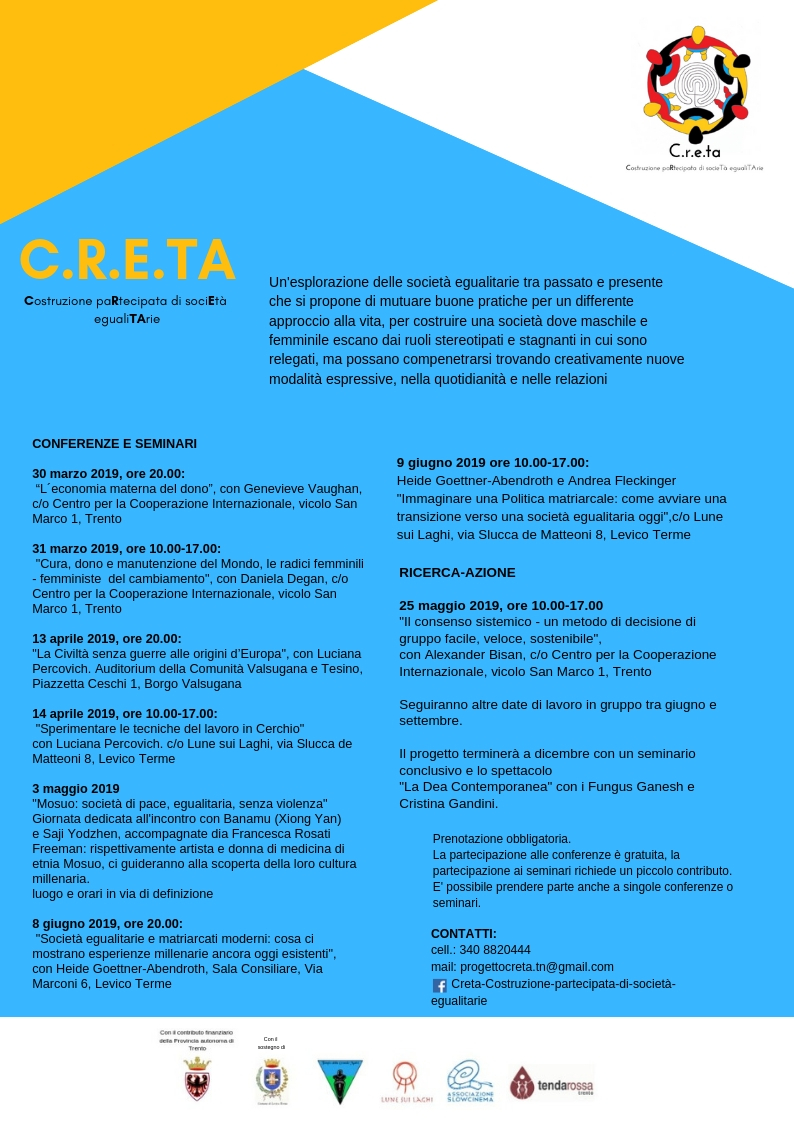 C.r.e.ta
Costruzione paRtecipata di socieTà egualiTArie
C.R.E.TA
Costruzione paRtecipata di sociEtà
egualiTArie
Un'esplorazione delle società egualitarie tra passato e presente
che si propone di mutuare buone pratiche per un differente
approccio alla vita, per costruire una società dove maschile e
femminile escano dai ruoli stereotipati e stagnanti in cui sono
relegati, ma possano compenetrarsi trovando creativamente nuove
modalità espressive, nella quotidianità e nelle relazioni
CONFERENZE E SEMINARI
30 marzo 2019, ore 20.00:
“L´economia materna del dono”, con Genevieve Vaughan,
c/o Centro per la Cooperazione Internazionale, vicolo San
Marco 1, Trento
31 marzo 2019, ore 10.00-17.00:
"Cura, dono e manutenzione del Mondo, le radici femminili
- femministe  del cambiamento", con Daniela Degan, c/o
Centro per la Cooperazione Internazionale, vicolo San
Marco 1, Trento
13 aprile 2019, ore 20.00:
"La Civiltà senza guerre alle origini d’Europa", con Luciana
Percovich. Auditorium della Comunità Valsugana e Tesino,
Piazzetta Ceschi 1, Borgo Valsugana
14 aprile 2019, ore 10.00-17.00:
"Sperimentare le tecniche del lavoro in Cerchio"
con Luciana Percovich. c/o Lune sui Laghi, via Slucca de
Matteoni 8, Levico Terme
3 maggio 2019
"Mosuo: società di pace, egualitaria, senza violenza"
Giornata dedicata all'incontro con Banamu (Xiong Yan)
e Saji Yodzhen, accompagnate dia Francesca Rosati
Freeman: rispettivamente artista e donna di medicina di
etnia Mosuo, ci guideranno alla scoperta della loro cultura
millenaria.
luogo e orari in via di definizione
8 giugno 2019, ore 20.00:
"Società egualitarie e matriarcati moderni: cosa ci
mostrano esperienze millenarie ancora oggi esistenti",
con Heide Goettner-Abendroth, Sala Consiliare, Via
Marconi 6, Levico Terme
9 giugno 2019 ore 10.00-17.00:
Heide Goettner-Abendroth e Andrea Fleckinger
"Immaginare una Politica matriarcale: come avviare una
transizione verso una società egualitaria oggi",c/o Lune
sui Laghi, via Slucca de Matteoni 8, Levico Terme
RICERCA-AZIONE
25 maggio 2019, ore 10.00-17.00
"Il consenso sistemico - un metodo di decisione di
gruppo facile, veloce, sostenibile",
con Alexander Bisan, c/o Centro per la Cooperazione
Internazionale, vicolo San Marco 1, Trento
Seguiranno altre date di lavoro in gruppo tra giugno e
settembre.
Il progetto terminerà a dicembre con un seminario
conclusivo e lo spettacolo
"La Dea Contemporanea" con i Fungus Ganesh e
Cristina Gandini.
Prenotazione obbligatoria.
La partecipazione alle conferenze è gratuita, la
partecipazione ai seminari richiede un piccolo contributo.
E' possibile prendere parte anche a singole conferenze o
seminari.
CONTATTI:
cell.: 340 8820444
mail: progettocreta.tn@gmail.com
Creta-Costruzione-partecipata-di-società-
egualitarie
Con il contributo finanziario
della Provincia autonoma di
Trento
Con il
sostegno di
LUNE SUI LAGHI
ASSOCIAZIONE
SLOWCINEMA
tendarossa
trento